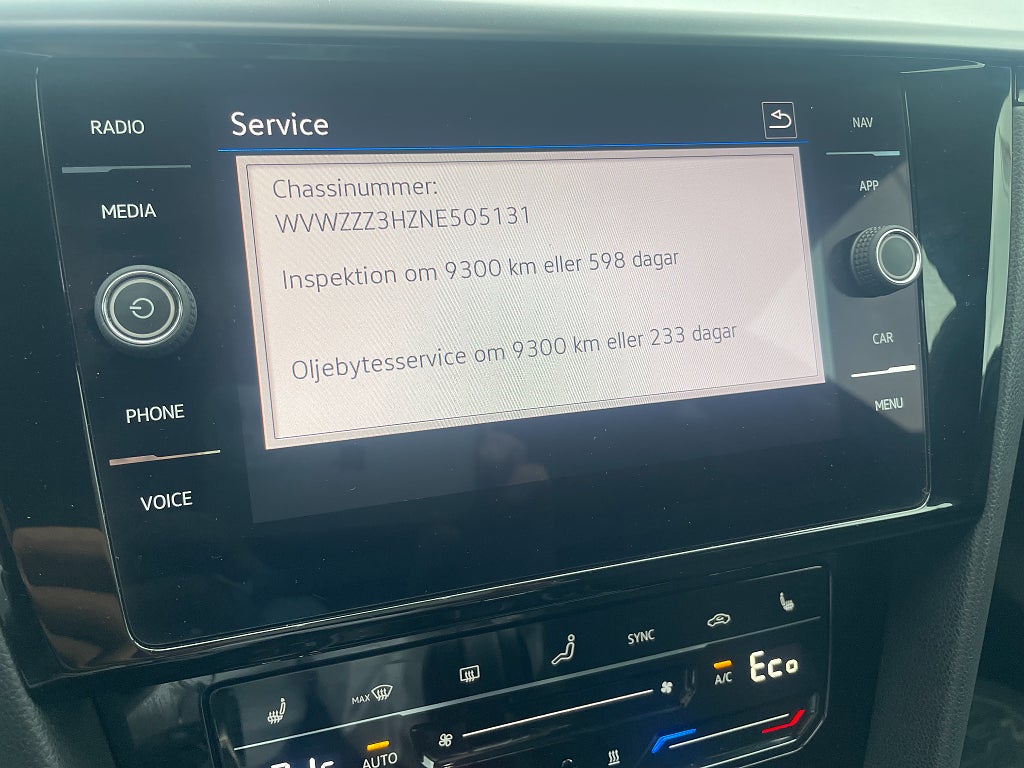 RADIO
Service
NAV
MEDIA
APP
Chassinummer:
WVWZZZ3HZNE505131
Inspektion om 9300 km eller 598 dagar
Oljebytesservice om 9300 km eller 233 dagar
CAR
PHONE
MENU
VOICE
SYNC
MAX
A/C
Eco
AUTO